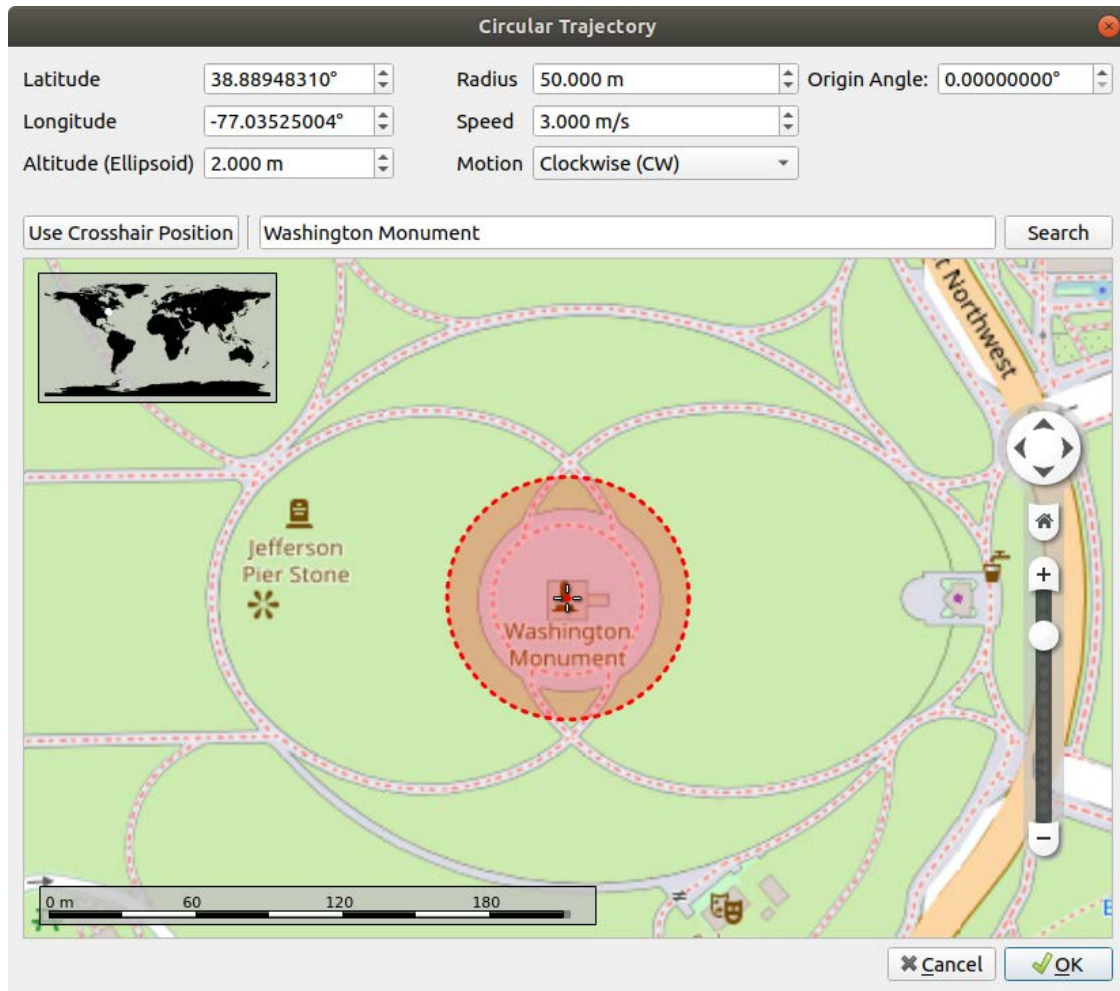 Circular Trajectory
Latitude 38.88948310° Radius 50.000 m Origin Angle: 0.00000000°
Longitude -77.03525004° Speed 3.000 m/s
Altitude (Ellipsoid) 2.000 m Motion Clockwise (CW)
Use Crosshair Position Washington Monument Search
Northwest
Jefferson
Pier Stone
Washington
Monument
0 m 60 120 180
Cancel OK